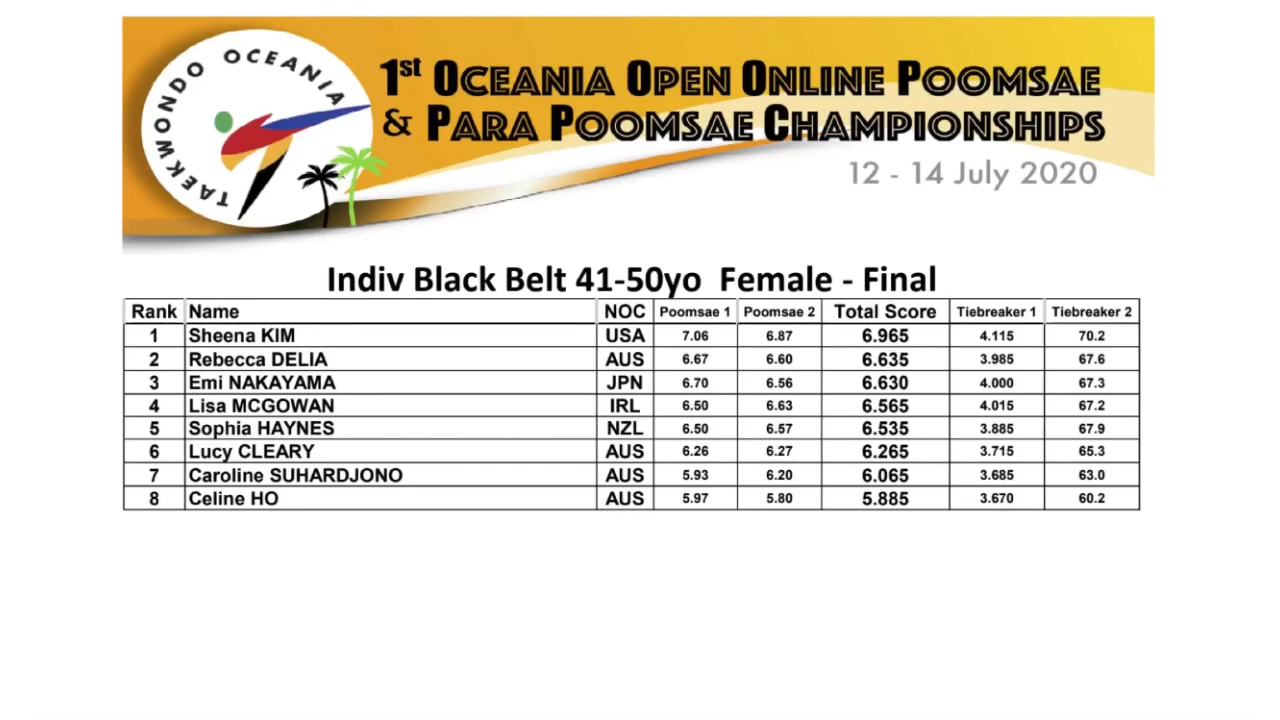 TAEKWONDO OCEANIA
1st OCEANIA OPEN ONLINE POOMSAE
& PARA POOMSAE CHAMPIONSHIPS
12 - 14 July 2020
Indiv Black Belt 41-50yo Female - Final
Rank Name NOC Poomsae 1 Poomsae 2 Total Score Tiebreaker 1 Tiebreaker 2
1 Sheena KIM USA 7.06 6.87 6.965 4.115 70.2
2 Rebecca DELIA AUS 6.67 6.60 6.635 3.985 67.6
3 Emi NAKAYAMA JPN 6.70 6.56 6.630 4.000 67.3
4 Lisa MCGOWAN IRL 6.50 6.63 6.565 4.015 67.2
5 Sophia HAYNES NZL 6.50 6.57 6.535 3.885 67.9
6 Lucy CLEARY AUS 6.26 6.27 6.265 3.715 65.3
7 Caroline SUHARDJONO AUS 5.93 6.20 6.065 3.685 63.0
8 Celine HO AUS 5.97 5.80 5.885 3.670 60.2